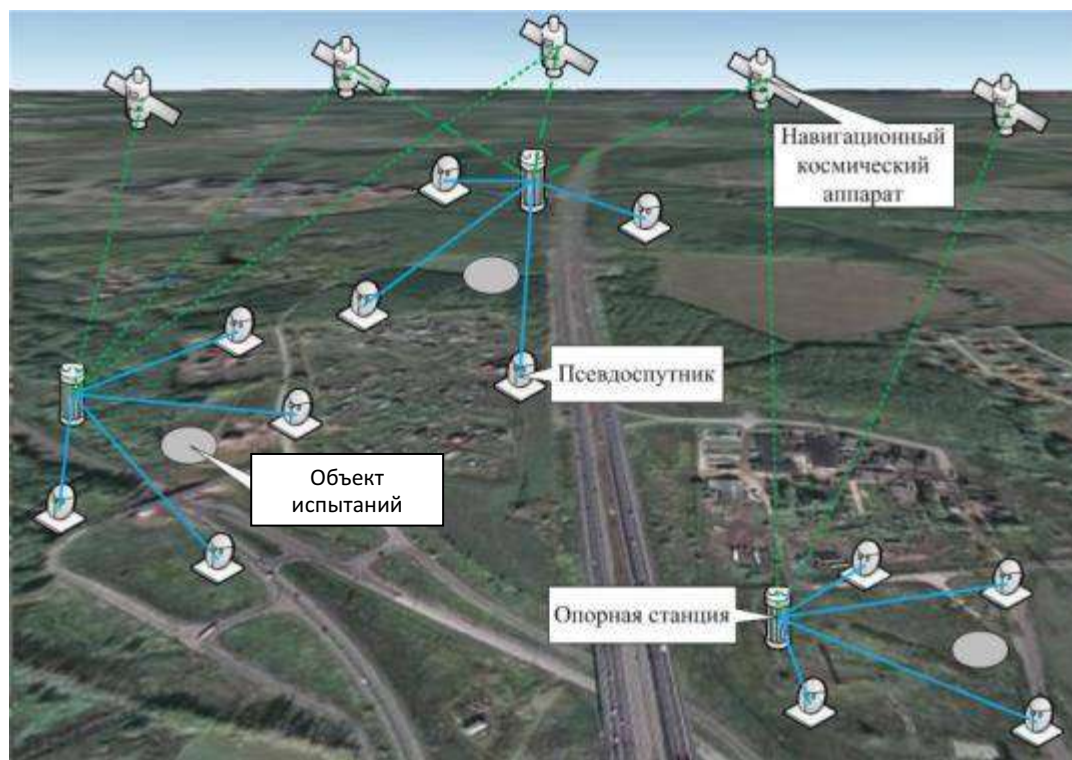 Навигационный
космический
аппарат
Псевдоспутник
Объект
испытаний
Опорная станция